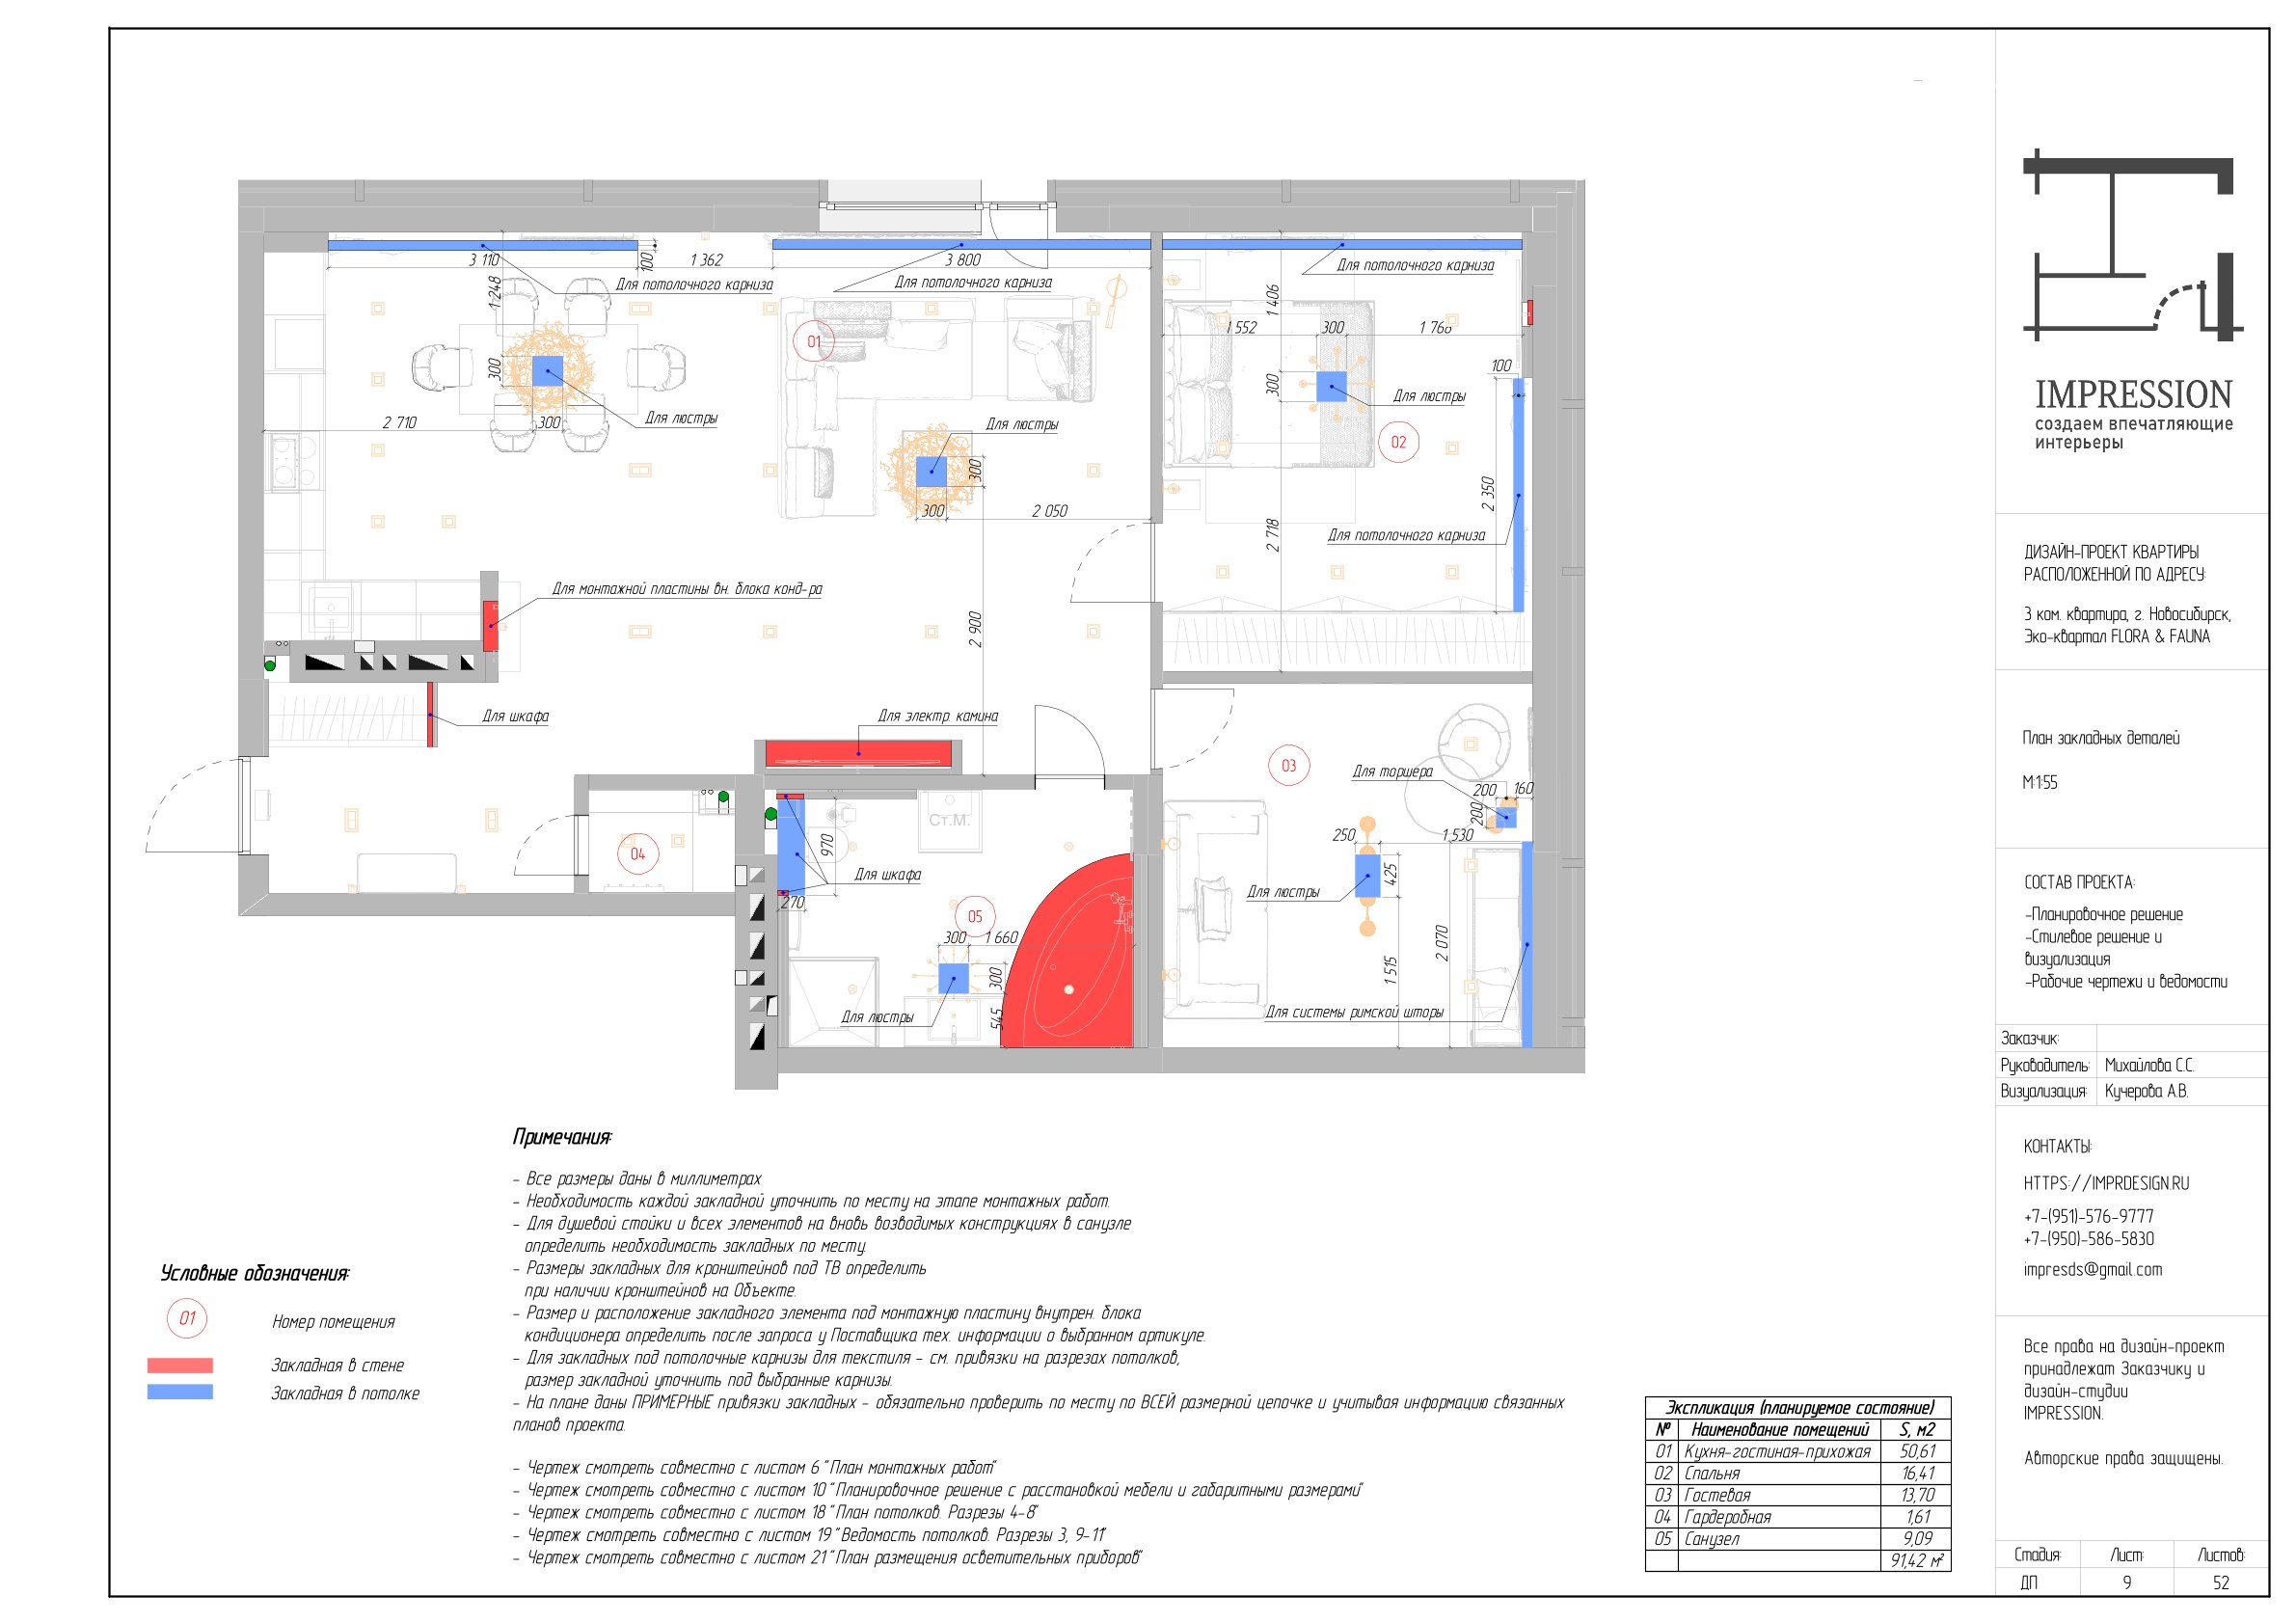 3 110
100
1 362
3 800
Для потолочного карниза
Для потолочного карниза
Для потолочного карниза
1 248
01
1 406
1 552
300
1 766
300
300
100
Для люстры
Для люстры
Для люстры
2 710
300
02
300
300
2 050
2 350
Для потолочного карниза
2 718
Для монтажной пластины вн. блока конд-ра
2 900
Для шкафа
Для электр. камина
03
Для торшера
200
160
200
Ст.М.
970
04
250
1 530
425
Для шкафа
Для люстры
270
05
300
1 660
300
2 070
1 515
545
Для люстры
Для системы римской шторы
Примечания:
- Все размеры даны в миллиметрах
- Необходимость каждой закладной уточнить по месту на этапе монтажных работ.
- Для душевой стойки и всех элементов на вновь возводимых конструкциях в санузле
определить необходимость закладных по месту.
- Размеры закладных для кронштейнов под ТВ определить
при наличии кронштейнов на Объекте.
- Размер и расположение закладного элемента под монтажную пластину внутрен. блока
кондиционера определить после запроса у Поставщика тех. информации о выбранном артикуле.
- Для закладных под потолочные карнизы для текстиля - см. привязки на разрезах потолков,
размер закладной уточнить под выбранные карнизы.
- На плане даны ПРИМЕРНЫЕ привязки закладных - обязательно проверить по месту по ВСЕЙ размерной цепочке и учитывая информацию связанных
планов проекта.
- Чертеж смотреть совместно с листом 6 "План монтажных работ"
- Чертеж смотреть совместно с листом 10 "Планировочное решение с расстановкой мебели и габаритными размерами"
- Чертеж смотреть совместно с листом 18 "План потолков. Разрезы 4-8"
- Чертеж смотреть совместно с листом 19 "Ведомость потолков. Разрезы 3, 9-11"
- Чертеж смотреть совместно с листом 21 "План размещения осветительных приборов"
Условные обозначения:
01 Номер помещения
Закладная в стене
Закладная в потолке
Экспликация (планируемое состояние)
№ Наименование помещений S, м2
01 Кухня-гостиная-прихожая 50,61
02 Спальня 16,41
03 Гостевая 13,70
04 Гардеробная 1,61
05 Санузел 9,09
91,42 м²
IMPRESSION
создаем впечатляющие
интерьеры
ДИЗАЙН-ПРОЕКТ КВАРТИРЫ
РАСПОЛОЖЕННОЙ ПО АДРЕСУ:
3 ком. квартира, г. Новосибирск,
Эко-квартал FLORA & FAUNA
План закладных деталей
М:1:55
СОСТАВ ПРОЕКТА:
-Планировочное решение
-Стилевое решение и
визуализация
-Рабочие чертежи и ведомости
Заказчик:
Руководитель: Михайлова С.С.
Визуализация: Кучерова А.В.
КОНТАКТЫ:
HTTPS://IMPRDESIGN.RU
+7-(951)-576-9777
+7-(950)-586-5830
impresds@gmail.com
Все права на дизайн-проект
принадлежат Заказчику и
дизайн-студии
IMPRESSION.
Авторские права защищены.
Стадия: Лист: Листов:
ДП 9 52